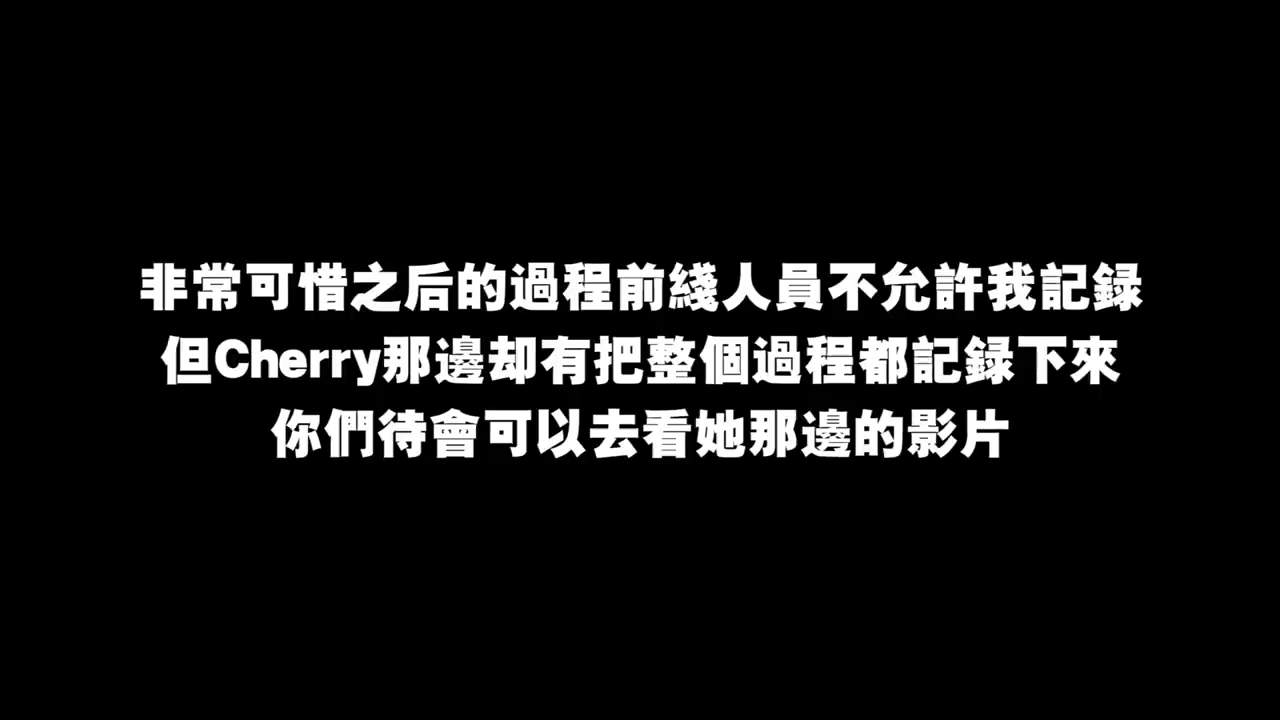 非常可惜之后的過程前綫人員不允許我記録
但Cherry那邊却有把整個過程都記録下來
你們待會可以去看她那邊的影片